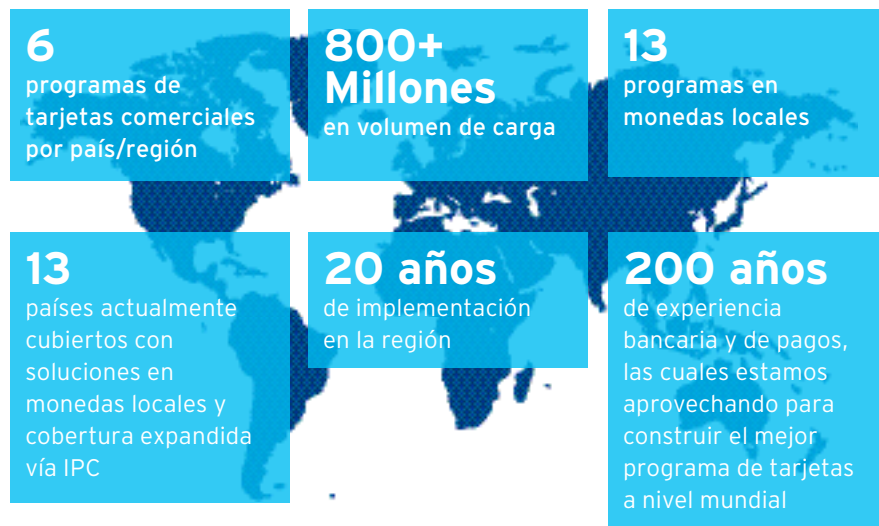 6
programas de
tarjetas comerciales
por país/región
800+
Millones
en volumen de carga
13
programas en
monedas locales
13
países actualmente
cubiertos con
soluciones en
monedas locales y
cobertura expandida
vía IPC
20 años
de implementación
en la región
200 años
de experiencia
bancaria y de pagos,
las cuales estamos
aprovechando para
construir el mejor
programa de tarjetas
a nivel mundial